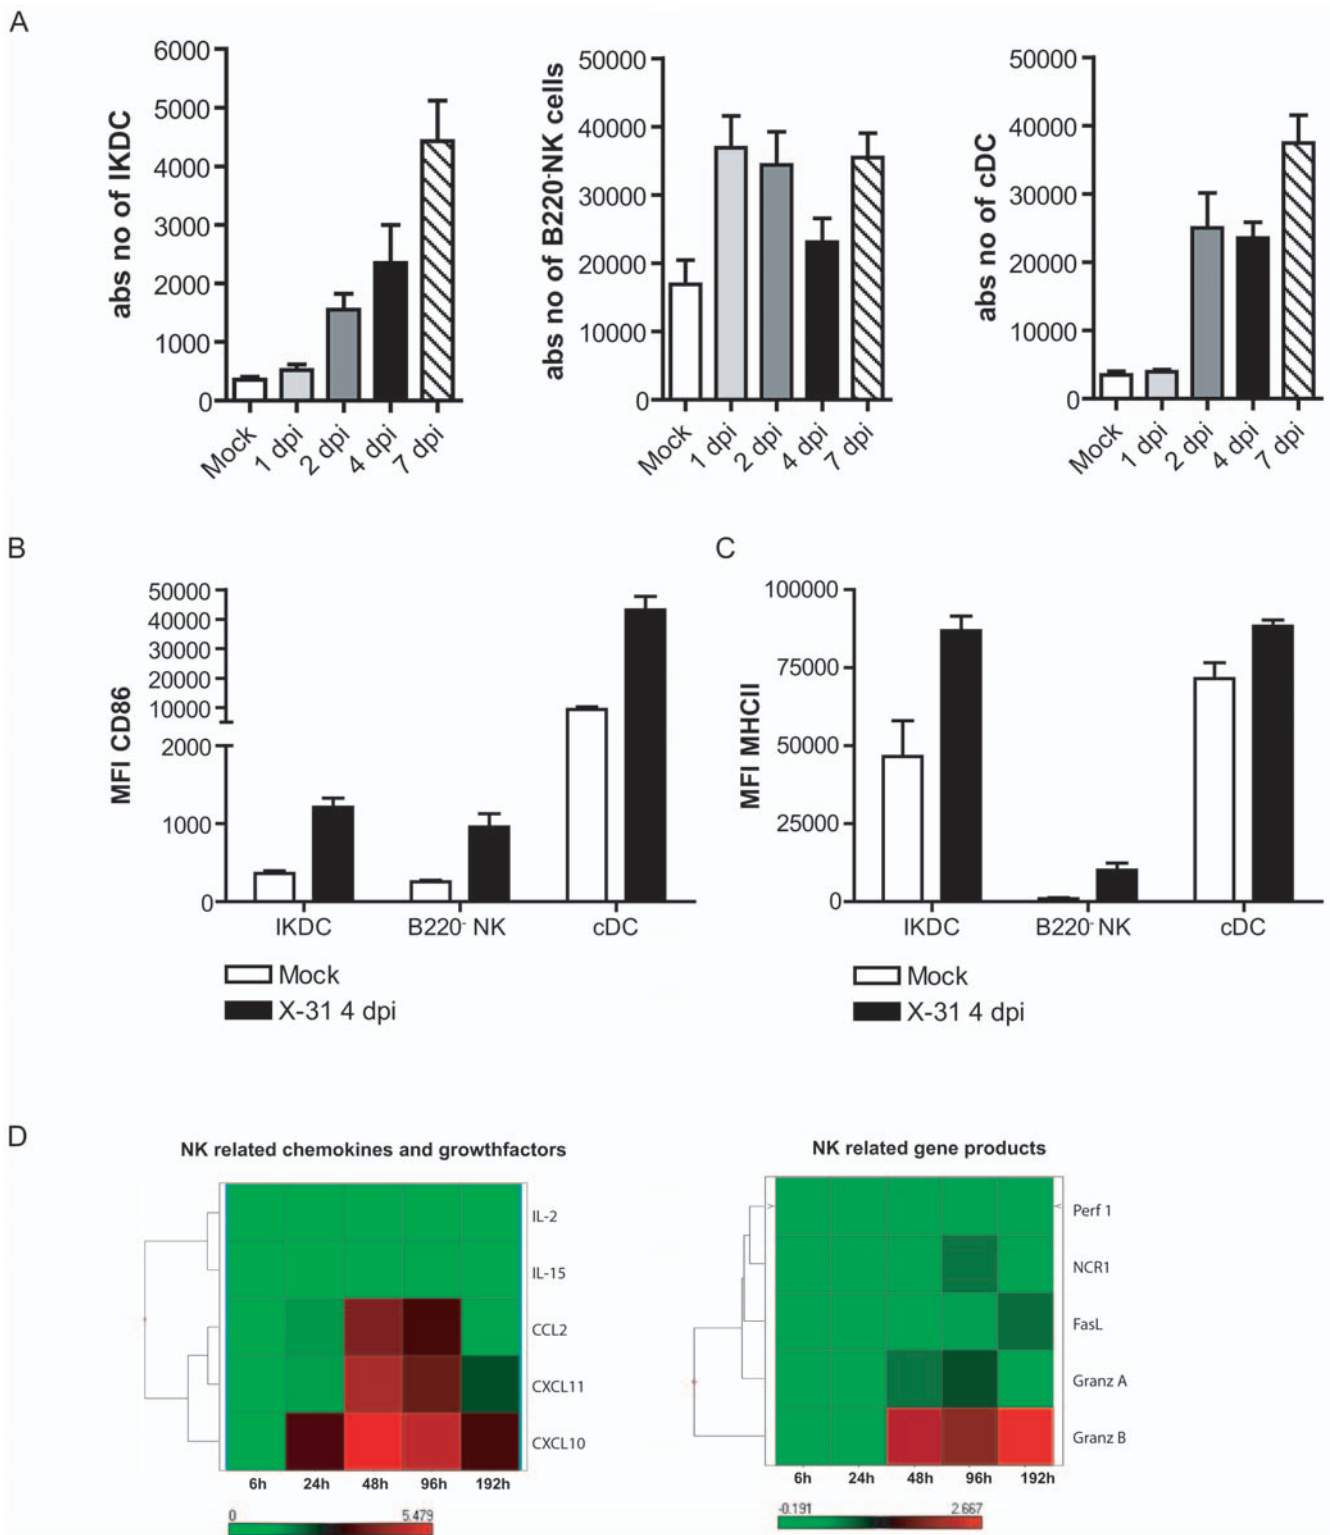 A
abs no of IKDC
6000
5000
4000
3000
2000
1000
0
Mock
1 dpi
2 dpi
4 dpi
7 dpi
abs no of B220-NK cells
50000
40000
30000
20000
10000
0
Mock
1 dpi
2 dpi
4 dpi
7 dpi
abs no of cDC
50000
40000
30000
20000
10000
0
Mock
1 dpi
2 dpi
4 dpi
7 dpi
B
MFI CD86
50000
40000
30000
20000
10000
2000
1000
0
IKDC
B220- NK
cDC
Mock
X-31 4 dpi
C
MFI MHCII
100000
75000
50000
25000
0
IKDC
B220- NK
cDC
Mock
X-31 4 dpi
D
NK related chemokines and growthfactors
IL-2
IL-15
CCL2
CXCL11
CXCL10
6h 24h 48h 96h 192h
0 5.479
NK related gene products
Perf 1
NCR1
FasL
Granz A
Granz B
6h 24h 48h 96h 192h
-0.191 2.667